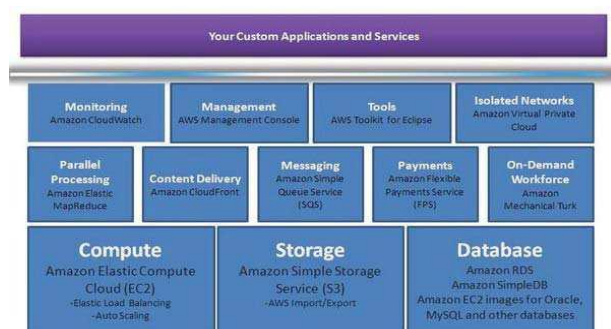 Your Custom Applications and Services
Monitoring
Amazon CloudWatch
Management
AWS Management Console
Tools
AWS Toolkit for Eclipse
Isolated Networks
Amazon Virtual Private
Cloud
Parallel
Processing
Amazon Elastic
MapReduce
Content Delivery
Amazon CloudFront
Messaging
Amazon Simple
Queue Service
(SQS)
Payments
Amazon Flexible
Payments Service
(FPS)
On-Demand
Workforce
Amazon
Mechanical Turk
Compute
Amazon Elastic Compute
Cloud (EC2)
-Elastic Load Balancing
-Auto Scaling
Storage
Amazon Simple Storage
Service (S3)
-AWS Import/Export
Database
Amazon RDS
Amazon SimpleDB
Amazon EC2 images for Oracle,
MySQL and other databases